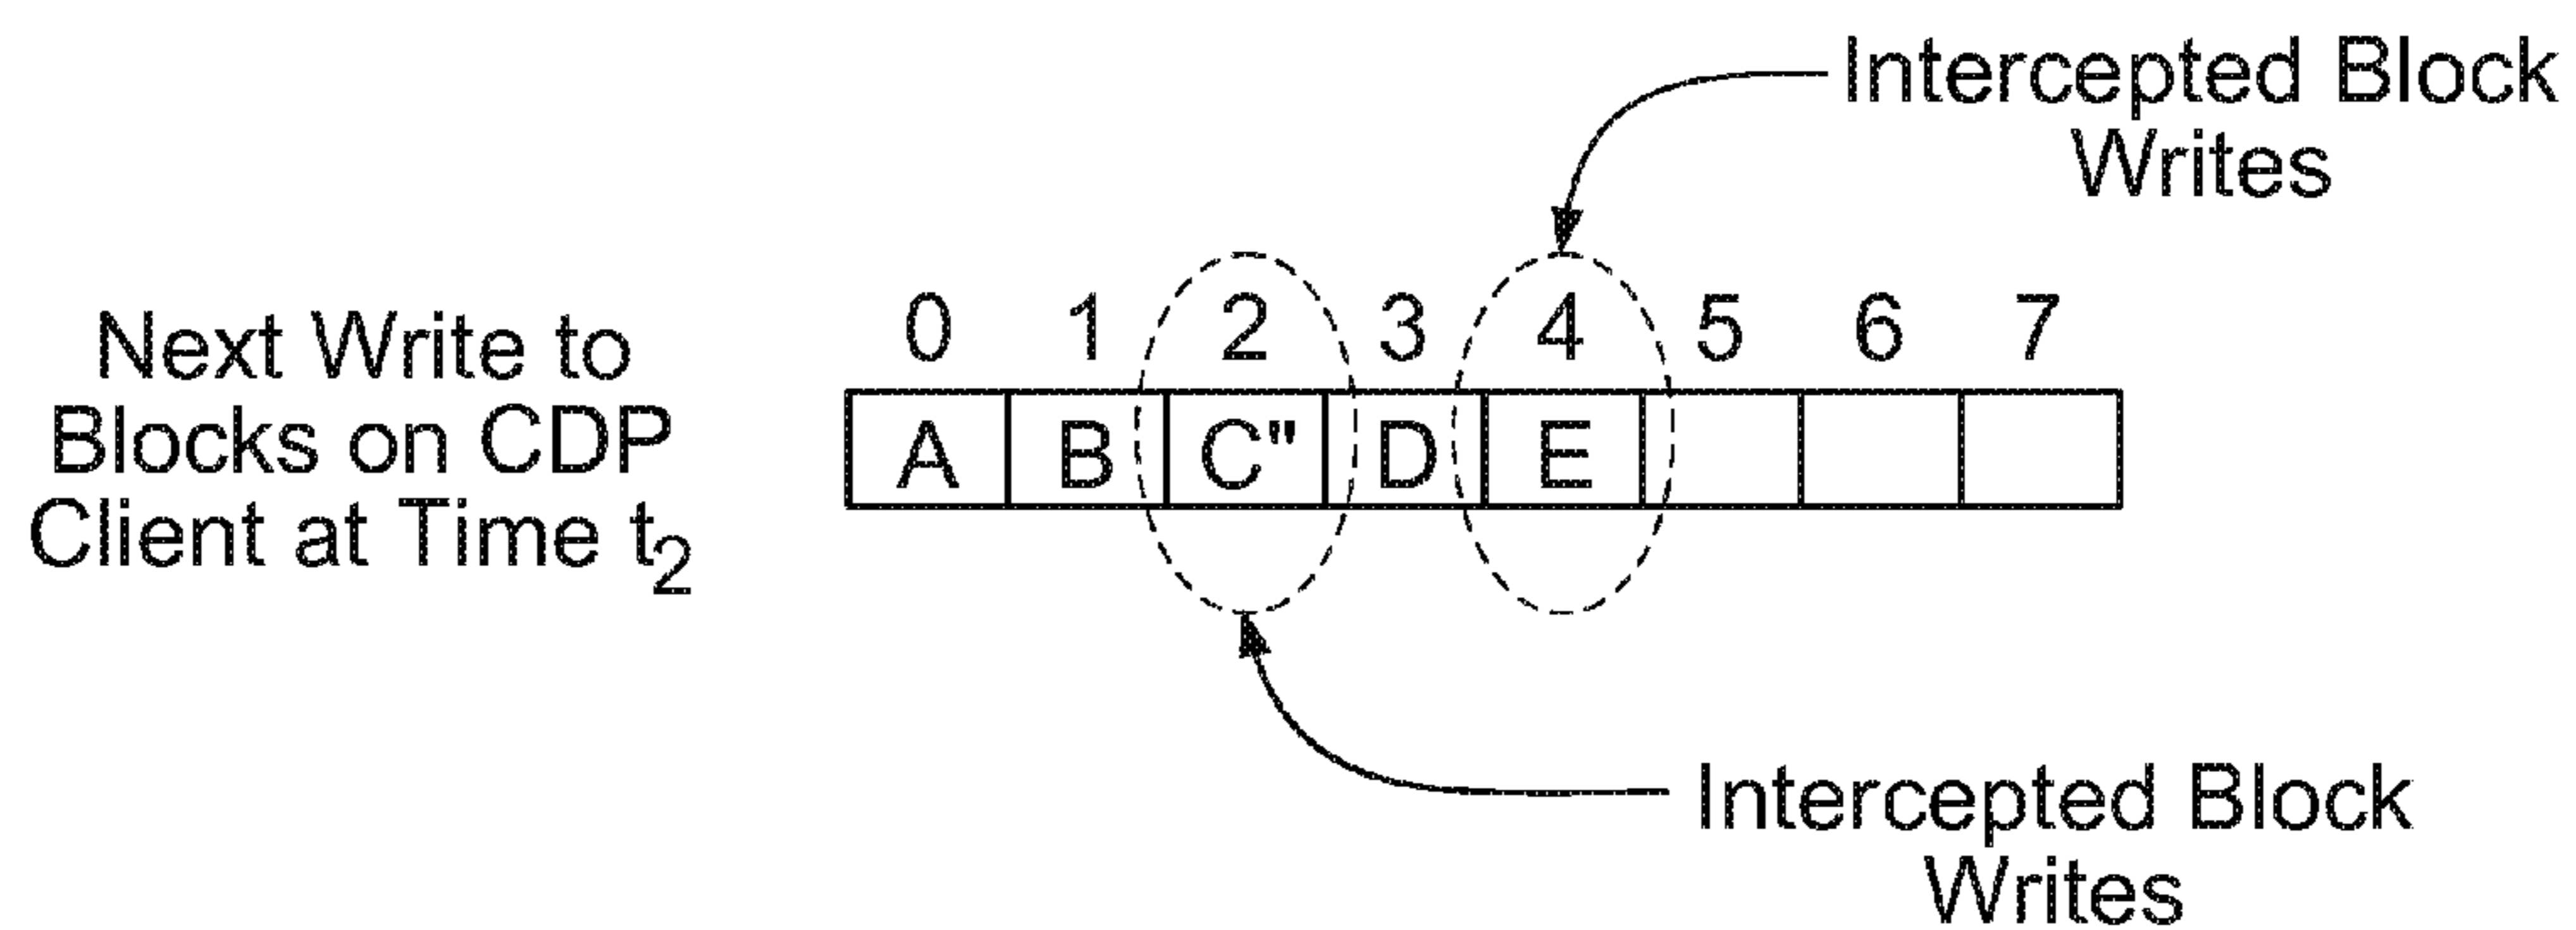 Intercepted Block
Writes
Next Write to
Blocks on CDP
Client at Time t₂
0 1 2 3 4 5 6 7
A B C" D E
Intercepted Block
Writes